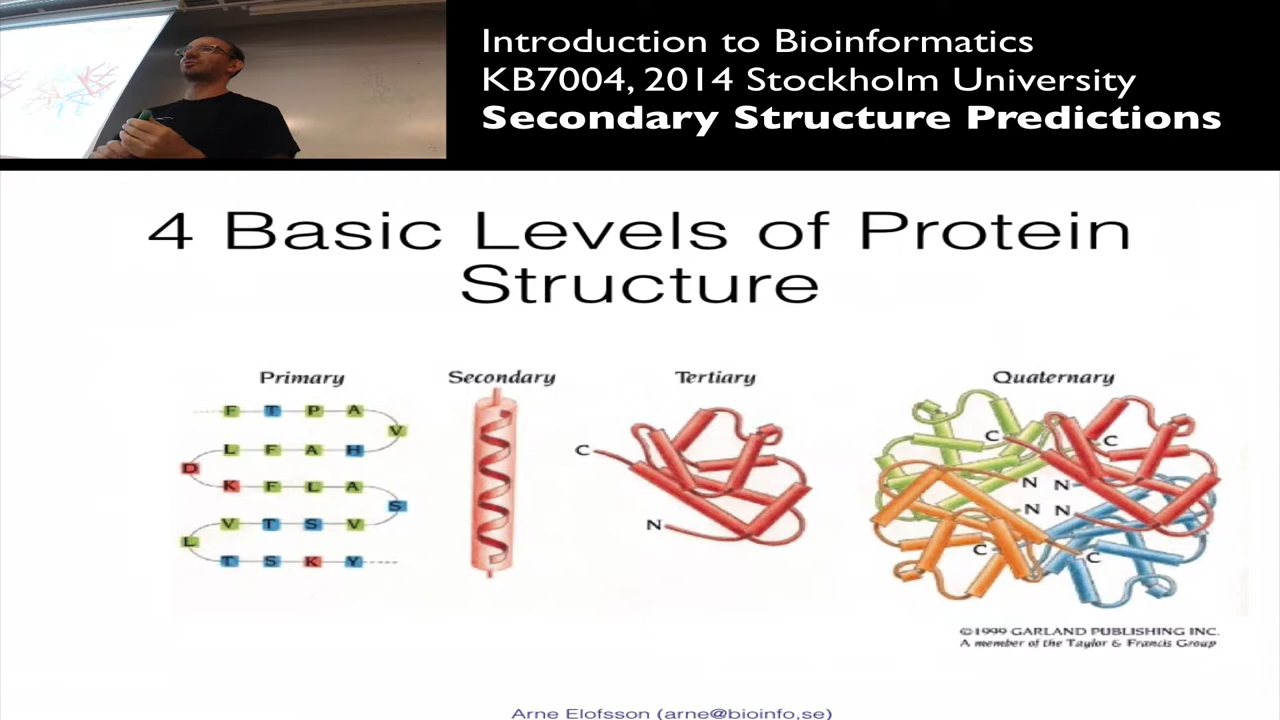 Introduction to Bioinformatics
KB7004, 2014 Stockholm University
Secondary Structure Predictions
4 Basic Levels of Protein
Structure
Primary
Secondary
Tertiary
Quaternary
F T P A
V
L F A H
D
K F L A
S
V T S V
L
T S K Y
C
N
C
C
N N
N N
C
C
©1999 GARLAND PUBLISHING INC.
A member of the Taylor & Francis Group
Arne Elofsson (arne@bioinfo,se)